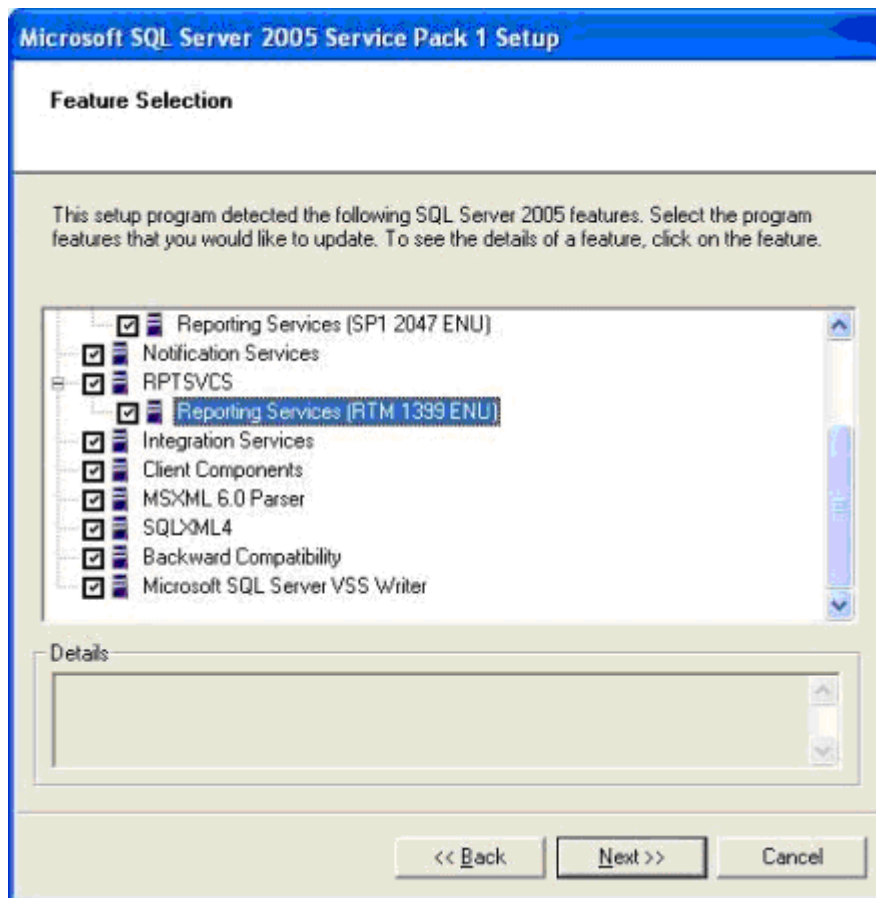 Microsoft SQL Server 2005 Service Pack 1 Setup
Feature Selection
This setup program detected the following SQL Server 2005 features. Select the program
features that you would like to update. To see the details of a feature, click on the feature.
Reporting Services (SP1 2047 ENU)
Notification Services
RPTSVCS
Reporting Services (RTM 1399 ENU)
Integration Services
Client Components
MSXML 6.0 Parser
SQLXML4
Backward Compatibility
Microsoft SQL Server VSS Writer
Details
<< Back
Next >>
Cancel